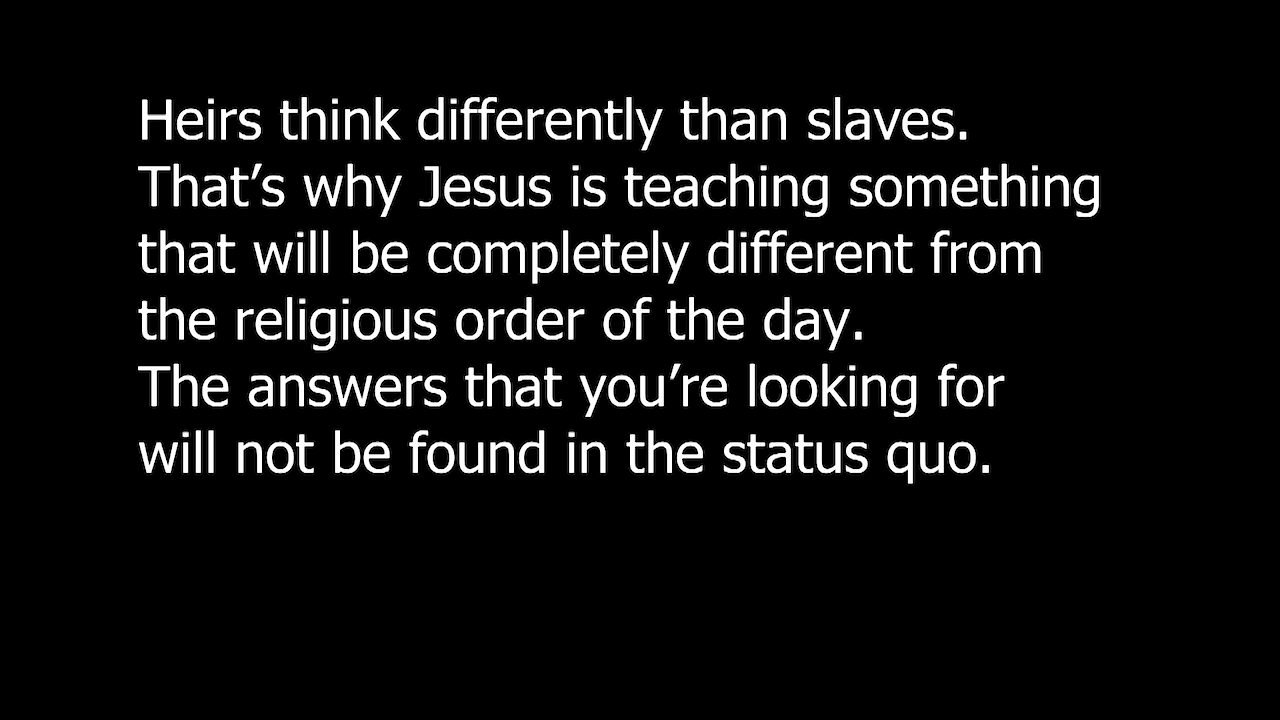 Heirs think differently than slaves.
That’s why Jesus is teaching something
that will be completely different from
the religious order of the day.
The answers that you’re looking for
will not be found in the status quo.